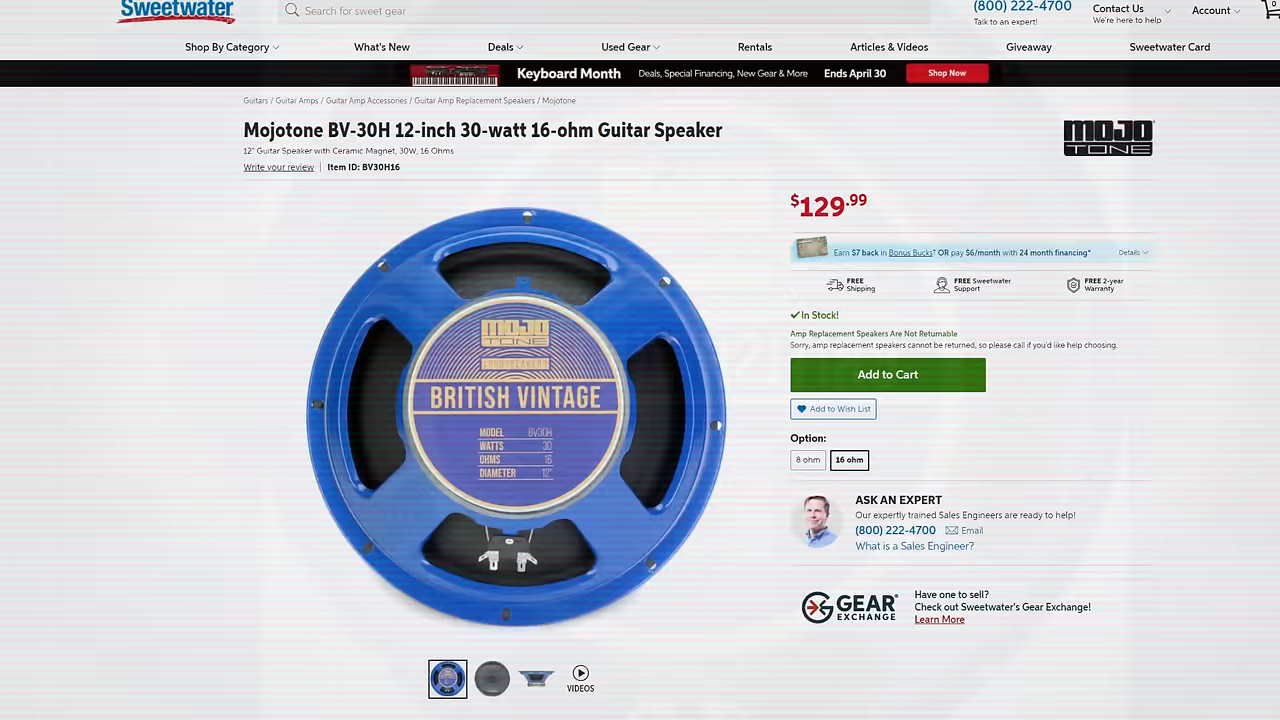 Sweetwater
Search for sweet gear
(800) 222-4700
Talk to an expert!
Contact Us
We're here to help
Account
0
Shop By Category
What's New
Deals
Used Gear
Rentals
Articles & Videos
Giveaway
Sweetwater Card
Keyboard Month
Deals, Special Financing, New Gear & More
Ends April 30
Shop Now
Guitars / Guitar Amps / Guitar Amp Accessories / Guitar Amp Replacement Speakers / Mojotone
Mojotone BV-30H 12-inch 30-watt 16-ohm Guitar Speaker
12" Guitar Speaker with Ceramic Magnet, 30W, 16 Ohms
Write your review | Item ID: BV30H16
MOJO
TONE
$129.99
Earn $7 back in Bonus Bucks† OR pay $6/month with 24 month financing*
Details
FREE
Shipping
FREE Sweetwater
Support
FREE 2-year
Warranty
In Stock!
Amp Replacement Speakers Are Not Returnable
Sorry, amp replacement speakers cannot be returned, so please call if you'd like help choosing.
Add to Cart
Add to Wish List
Option:
8 ohm
16 ohm
ASK AN EXPERT
Our expertly trained Sales Engineers are ready to help!
(800) 222-4700
Email
What is a Sales Engineer?
GEAR
EXCHANGE
Have one to sell?
Check out Sweetwater's Gear Exchange!
Learn More
MOJO
TONE
BRITISH VINTAGE
MODEL BV30H
WATTS 30
OHMS 16
DIAMETER 12"
VIDEOS